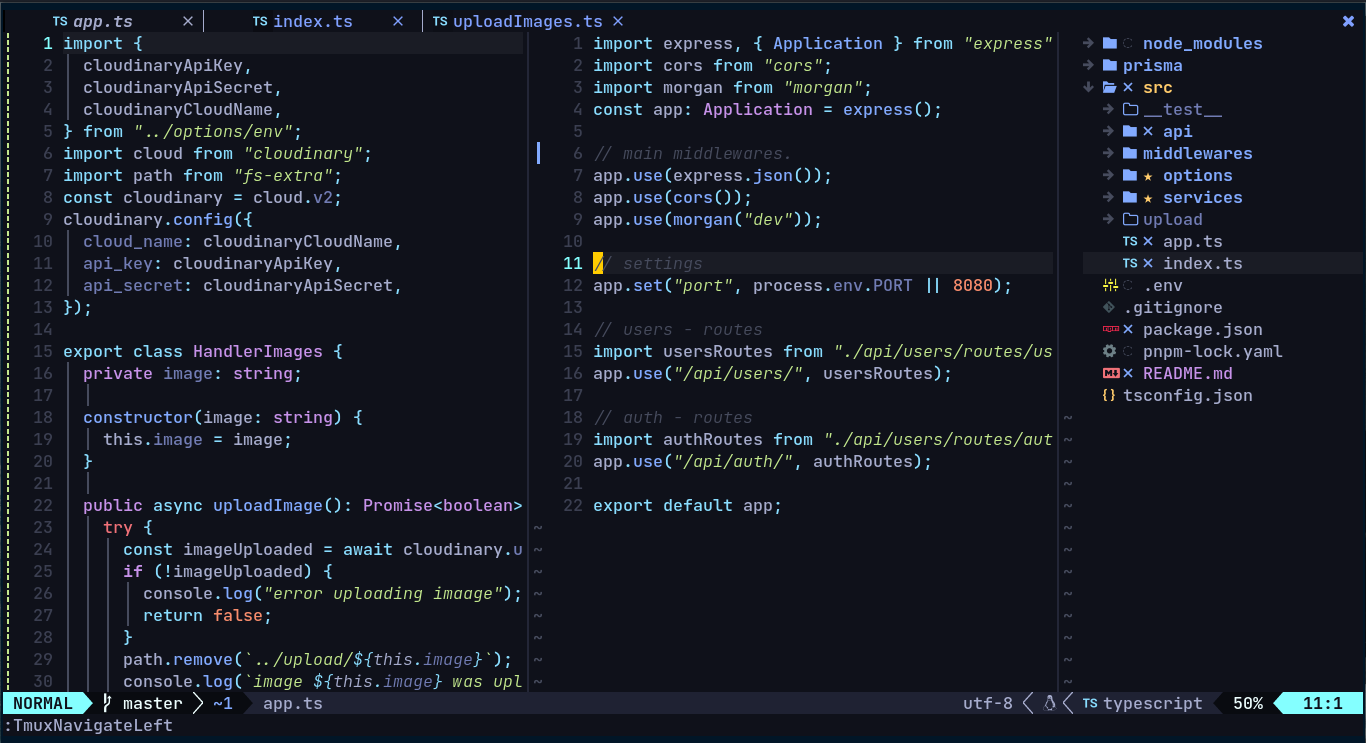 TS app.ts ✕ TS index.ts ✕ TS uploadImages.ts ✕ ✖
1 import {
2 cloudinaryApiKey,
3 cloudinaryApiSecret,
4 cloudinaryCloudName,
5 } from "../options/env";
6 import cloud from "cloudinary";
7 import path from "fs-extra";
8 const cloudinary = cloud.v2;
9 cloudinary.config({
10 cloud_name: cloudinaryCloudName,
11 api_key: cloudinaryApiKey,
12 api_secret: cloudinaryApiSecret,
13 });
14
15 export class HandlerImages {
16 private image: string;
17
18 constructor(image: string) {
19 this.image = image;
20 }
21
22 public async uploadImage(): Promise<boolean>
23 try {
24 const imageUploaded = await cloudinary.u
25 if (!imageUploaded) {
26 console.log("error uploading imaage");
27 return false;
28 }
29 path.remove(`../upload/${this.image}`);
30 console.log(`image ${this.image} was upl
1 import express, { Application } from "express"
2 import cors from "cors";
3 import morgan from "morgan";
4 const app: Application = express();
5
6 // main middlewares.
7 app.use(express.json());
8 app.use(cors());
9 app.use(morgan("dev"));
10
11 // settings
12 app.set("port", process.env.PORT || 8080);
13
14 // users - routes
15 import usersRoutes from "./api/users/routes/us
16 app.use("/api/users/", usersRoutes);
17
18 // auth - routes
19 import authRoutes from "./api/users/routes/aut
20 app.use("/api/auth/", authRoutes);
21
22 export default app;
node_modules
prisma
src
__test__
api
middlewares
options
services
upload
TS ✕ app.ts
TS ✕ index.ts
.env
.gitignore
npm ✕ package.json
pnpm-lock.yaml
M↓ ✕ README.md
{} tsconfig.json
NORMAL master ~1 app.ts utf-8 TS typescript 50% 11:1
:TmuxNavigateLeft